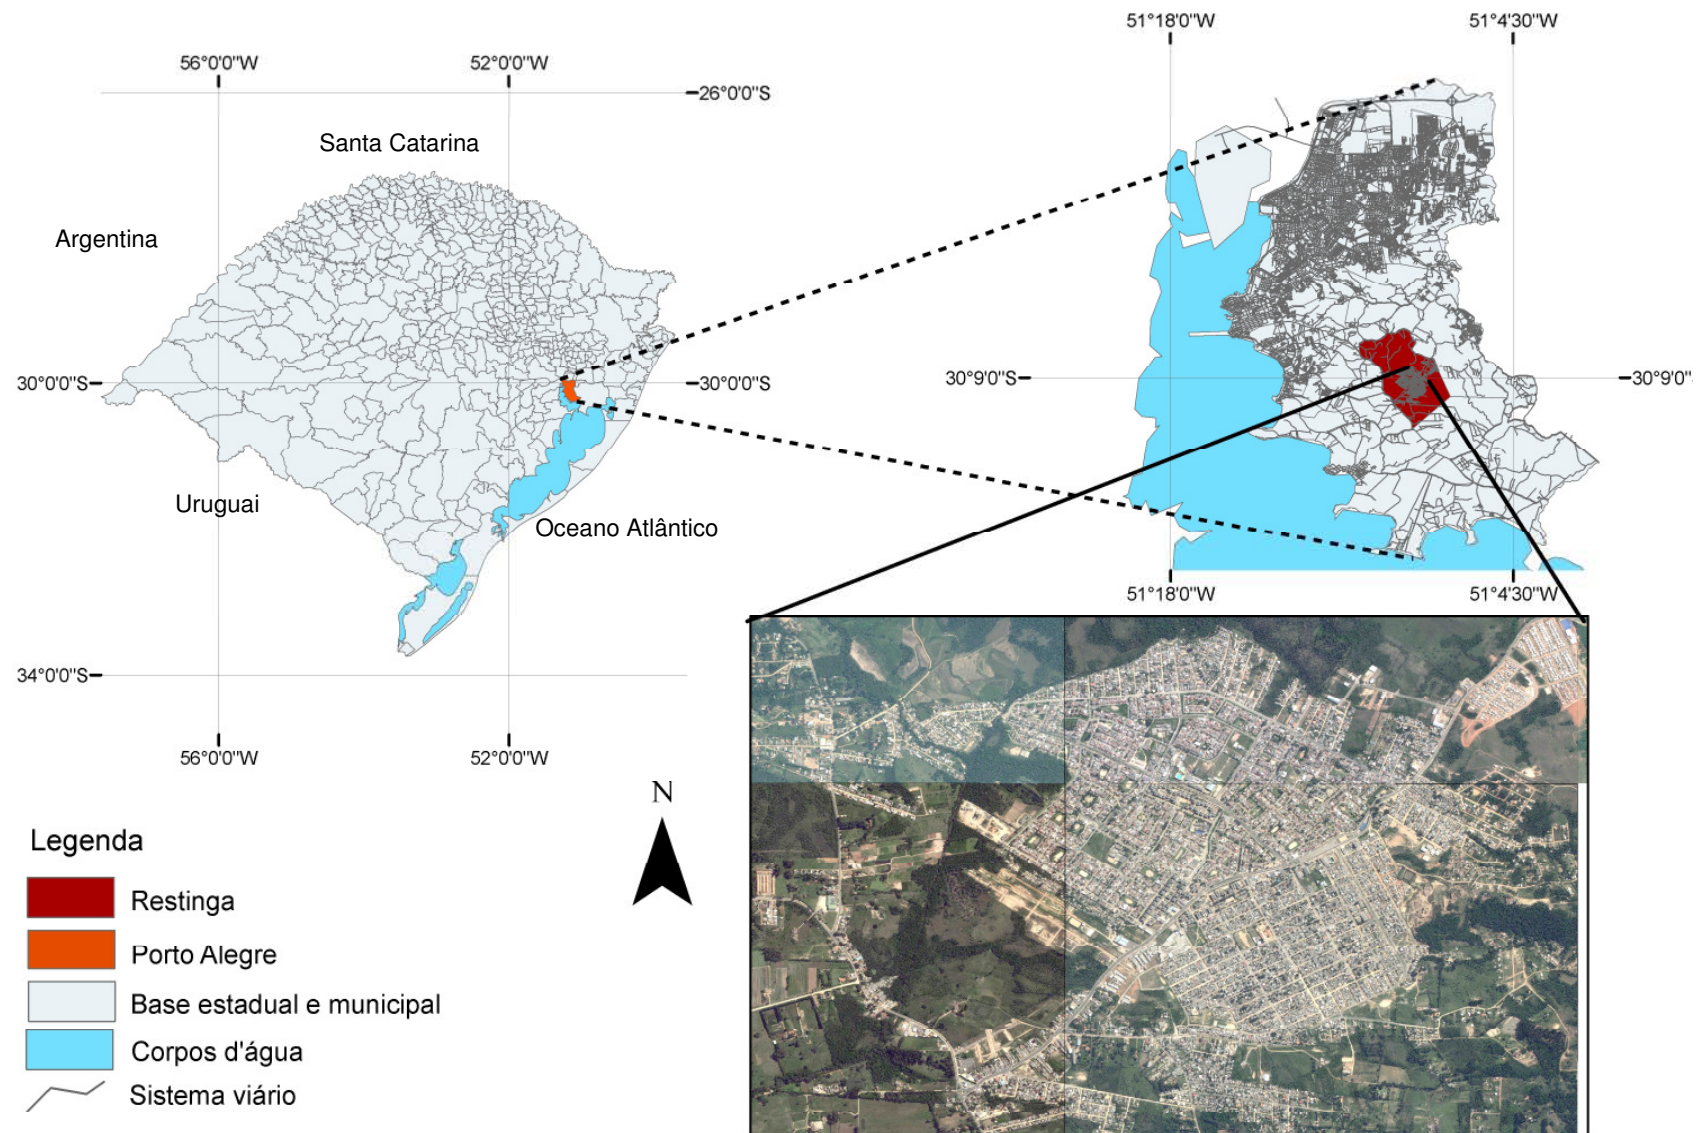 51°18'0"W
51°4'30"W
56°0'0"W
52°0'0"W
26°0'0"S
Santa Catarina
Argentina
30°0'0"S
30°0'0"S
30°9'0"S
30°9'0"
Uruguai
Oceano Atlântico
51°18'0"W
51°4'30"W
34°0'0"S
56°0'0"W
52°0'0"W
N
Legenda
Restinga
Porto Alegre
Base estadual e municipal
Corpos d'água
Sistema viário